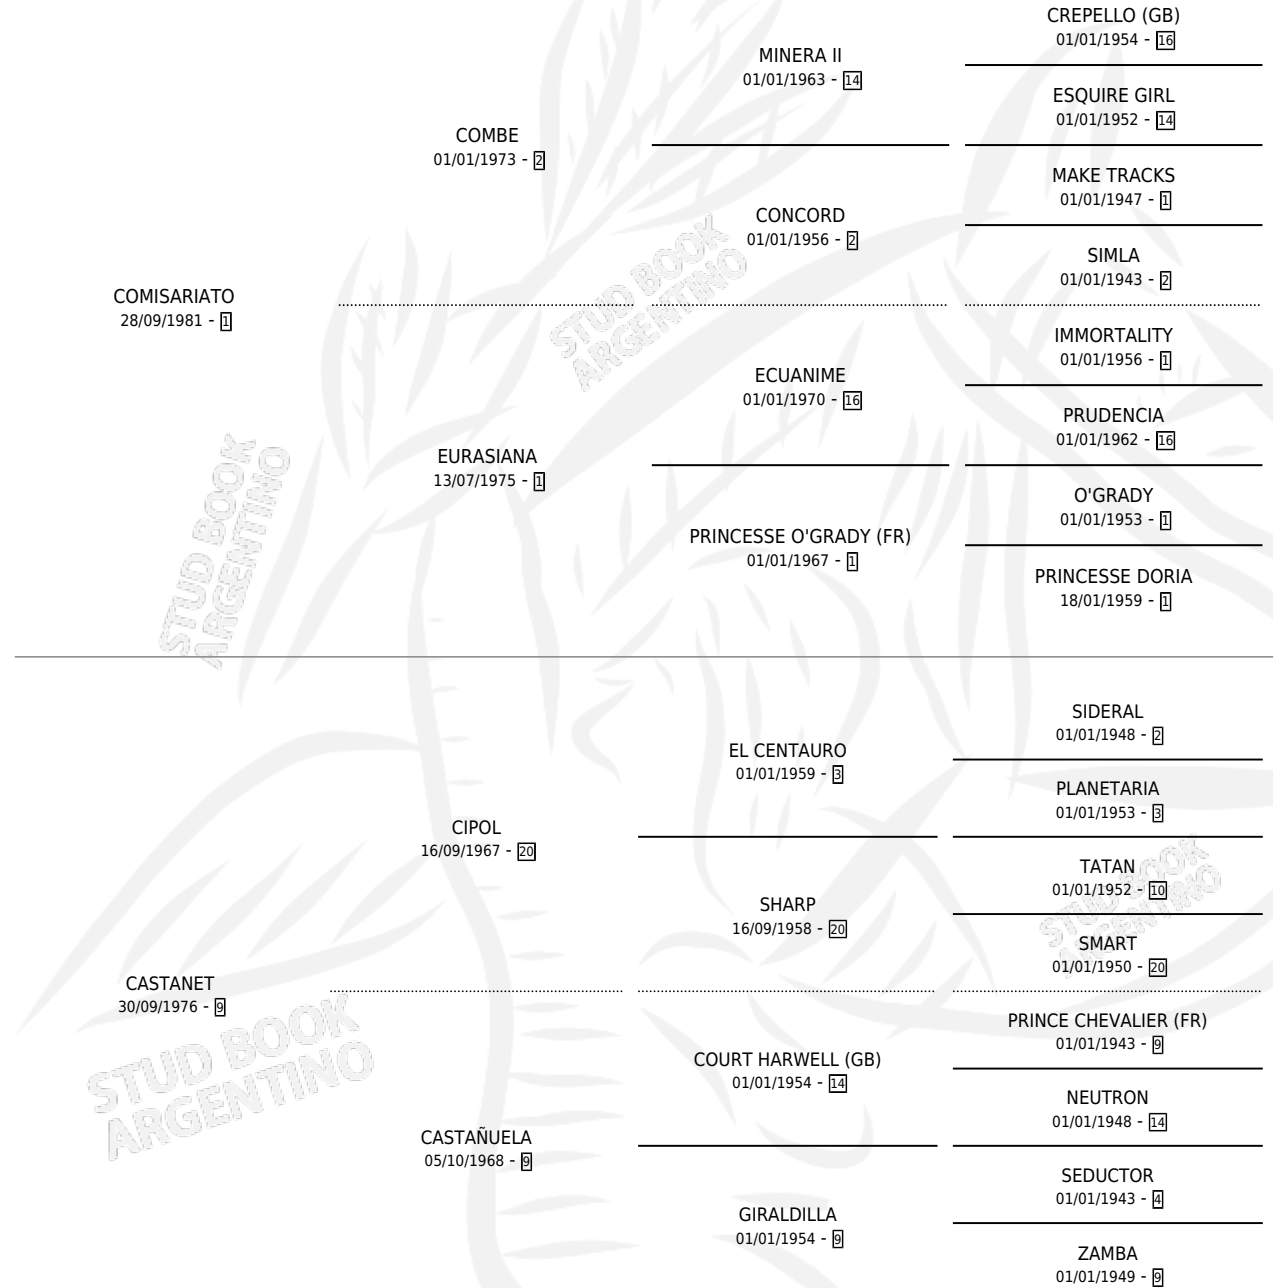 CREPELLO (GB)
01/01/1954 - 16
MINERA II
01/01/1963 - 14
ESQUIRE GIRL
01/01/1952 - 14
COMBE
01/01/1973 - 2
MAKE TRACKS
01/01/1947 - 1
CONCORD
01/01/1956 - 2
SIMLA
01/01/1943 - 2
COMISARIATO
28/09/1981 - 1
IMMORTALITY
01/01/1956 - 1
ECUANIME
01/01/1970 - 16
PRUDENCIA
01/01/1962 - 16
EURASIANA
13/07/1975 - 1
O'GRADY
01/01/1953 - 1
PRINCESSE O'GRADY (FR)
01/01/1967 - 1
PRINCESSE DORIA
18/01/1959 - 1
SIDERAL
01/01/1948 - 2
EL CENTAURO
01/01/1959 - 3
PLANETARIA
01/01/1953 - 3
CIPOL
16/09/1967 - 20
TATAN
01/01/1952 - 10
SHARP
16/09/1958 - 20
SMART
01/01/1950 - 20
CASTANET
30/09/1976 - 9
PRINCE CHEVALIER (FR)
01/01/1943 - 9
COURT HARWELL (GB)
01/01/1954 - 14
NEUTRON
01/01/1948 - 14
CASTAÑUELA
05/10/1968 - 9
SEDUCTOR
01/01/1943 - 4
GIRALDILLA
01/01/1954 - 9
ZAMBA
01/01/1949 - 9
STUD BOOK
ARGENTINO
STUD BOOK
ARGENTINO
STUD BOOK
ARGENTINO
STUD BOOK
ARGENTINO